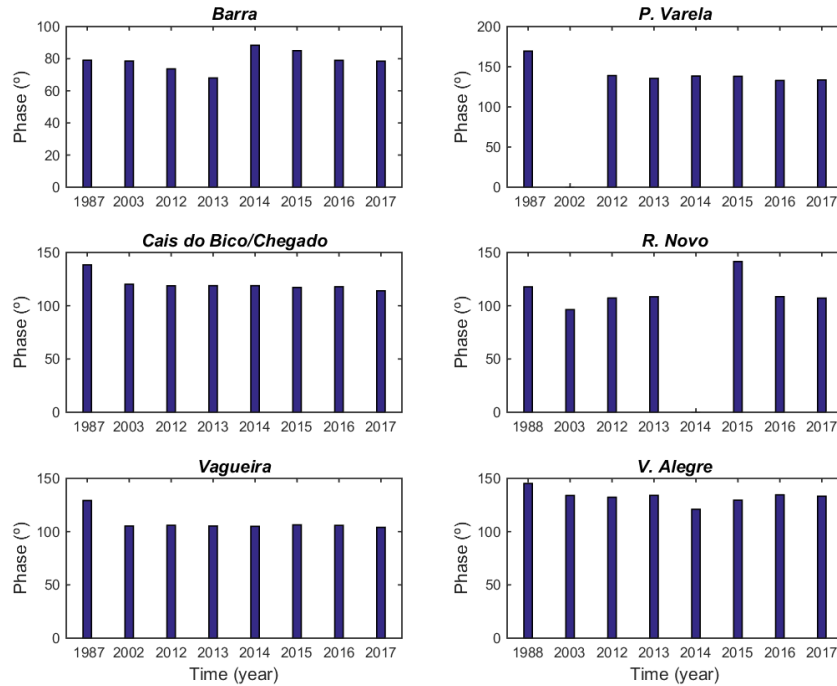 Barra
Phase (º)
100
80
60
40
20
0
1987 2003 2012 2013 2014 2015 2016 2017
P. Varela
Phase (º)
200
150
100
50
0
1987 2002 2012 2013 2014 2015 2016 2017
Cais do Bico/Chegado
Phase (º)
150
100
50
0
1987 2002 2012 2013 2014 2015 2016 2017
R. Novo
Phase (º)
150
100
50
0
1988 2003 2012 2013 2014 2015 2016 2017
Vagueira
Phase (º)
150
100
50
0
1987 2002 2012 2013 2014 2015 2016 2017
Time (year)
V. Alegre
Phase (º)
150
100
50
0
1988 2003 2012 2013 2014 2015 2016 2017
Time (year)